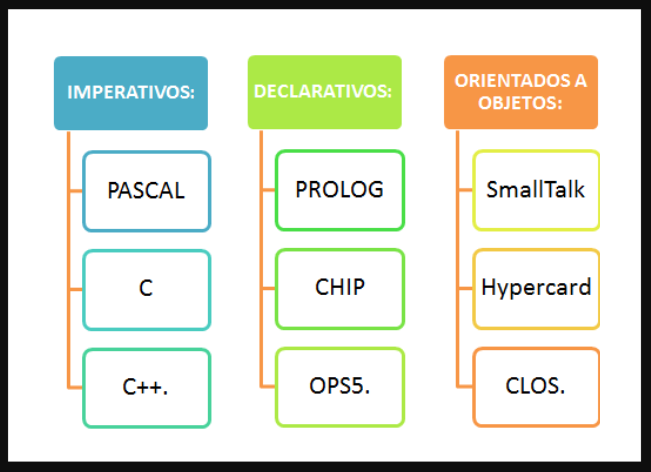 IMPERATIVOS:
PASCAL
C
C++.
DECLARATIVOS:
PROLOG
CHIP
OPS5.
ORIENTADOS A
OBJETOS:
SmallTalk
Hypercard
CLOS.